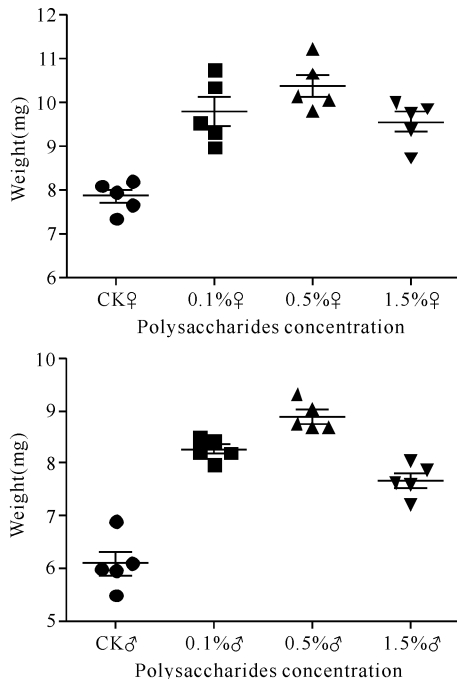 12
11
10
9
8
7
6
Weight(mg)
CK♀ 0.1%♀ 0.5%♀ 1.5%♀
Polysaccharides concentration
10
9
8
7
6
5
Weight(mg)
CK♂ 0.1%♂ 0.5%♂ 1.5%♂
Polysaccharides concentration